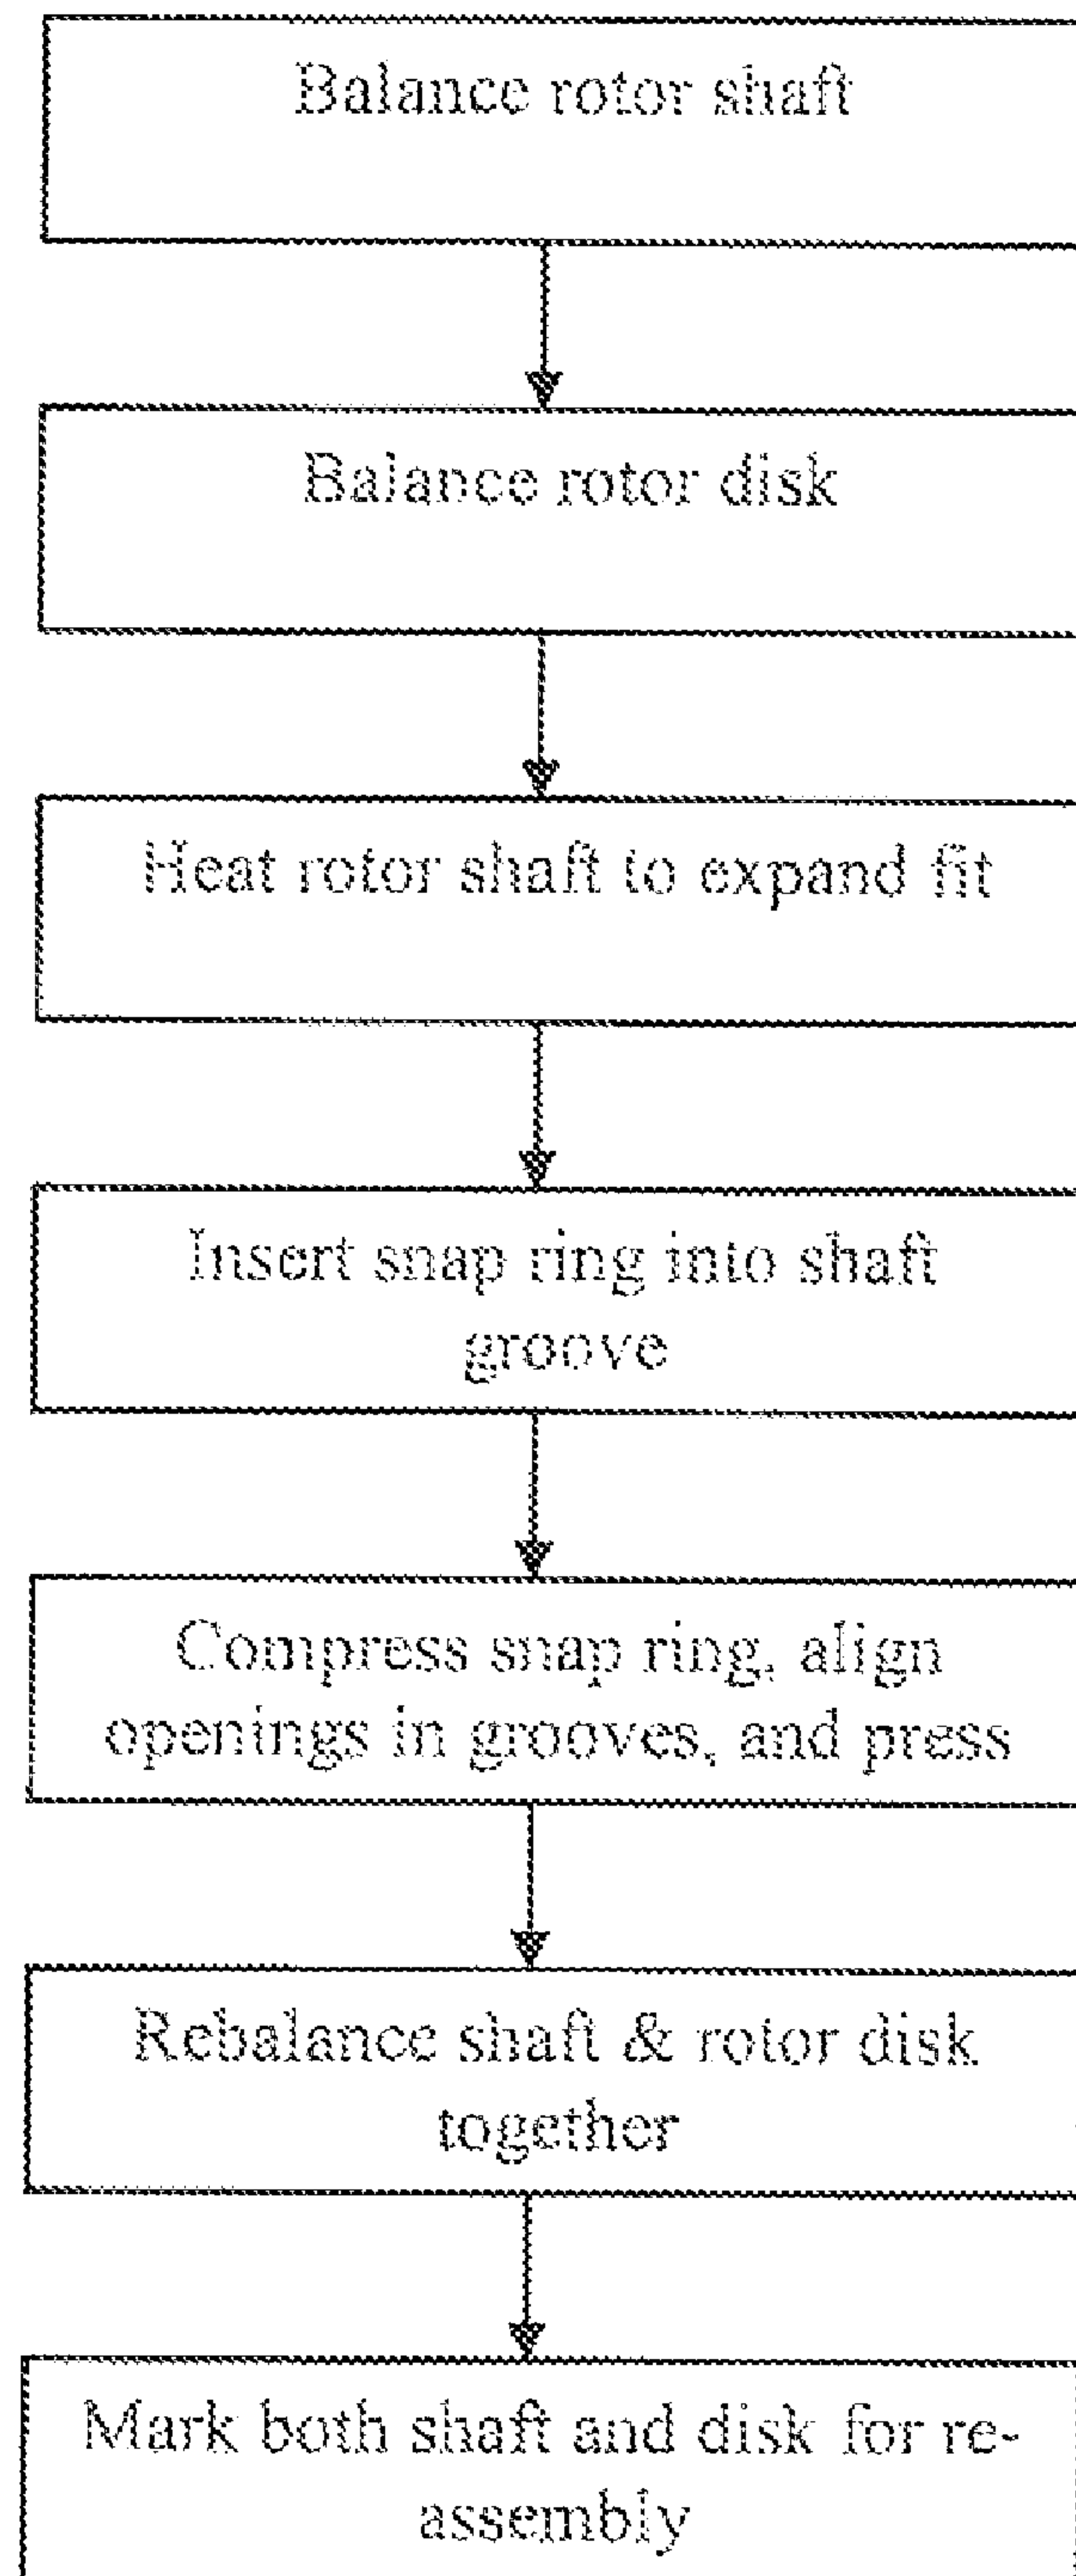 Balance rotor shaft
Balance rotor disk
Heat rotor shaft to expand fit
Insert snap ring into shaft
groove
Compress snap ring, align
openings in grooves, and press
Rebalance shaft & rotor disk
together
Mark both shaft and disk for re-
assembly